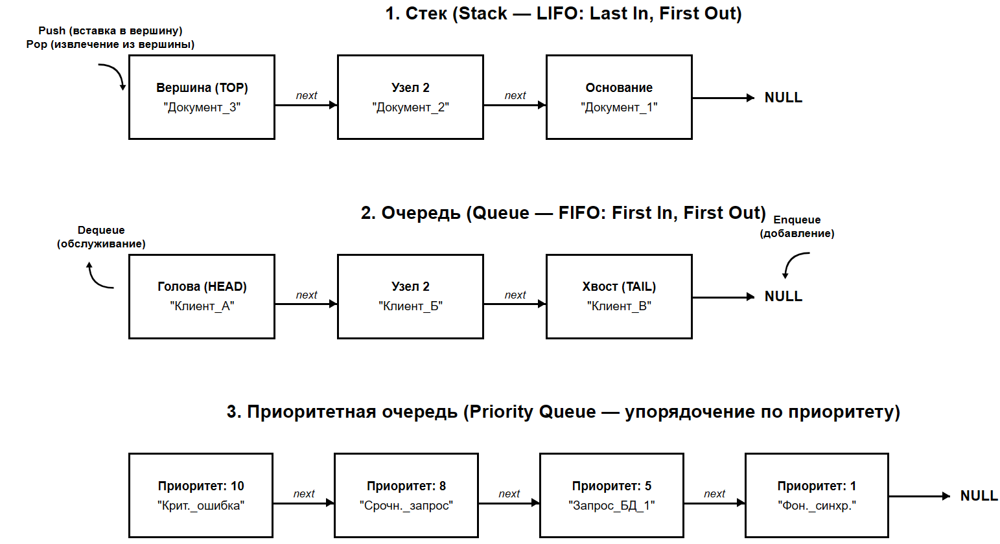 1. Стек (Stack — LIFO: Last In, First Out)
Push (вставка в вершину)
Pop (извлечение из вершины)
Вершина (TOP)
"Документ_3"
next
Узел 2
"Документ_2"
next
Основание
"Документ_1"
NULL
2. Очередь (Queue — FIFO: First In, First Out)
Dequeue
(обслуживание)
Enqueue
(добавление)
Голова (HEAD)
"Клиент_А"
next
Узел 2
"Клиент_Б"
next
Хвост (TAIL)
"Клиент_В"
NULL
3. Приоритетная очередь (Priority Queue — упорядочение по приоритету)
Приоритет: 10
"Крит._ошибка"
next
Приоритет: 8
"Срочн._запрос"
next
Приоритет: 5
"Запрос_БД_1"
next
Приоритет: 1
"Фон._синхр."
NULL